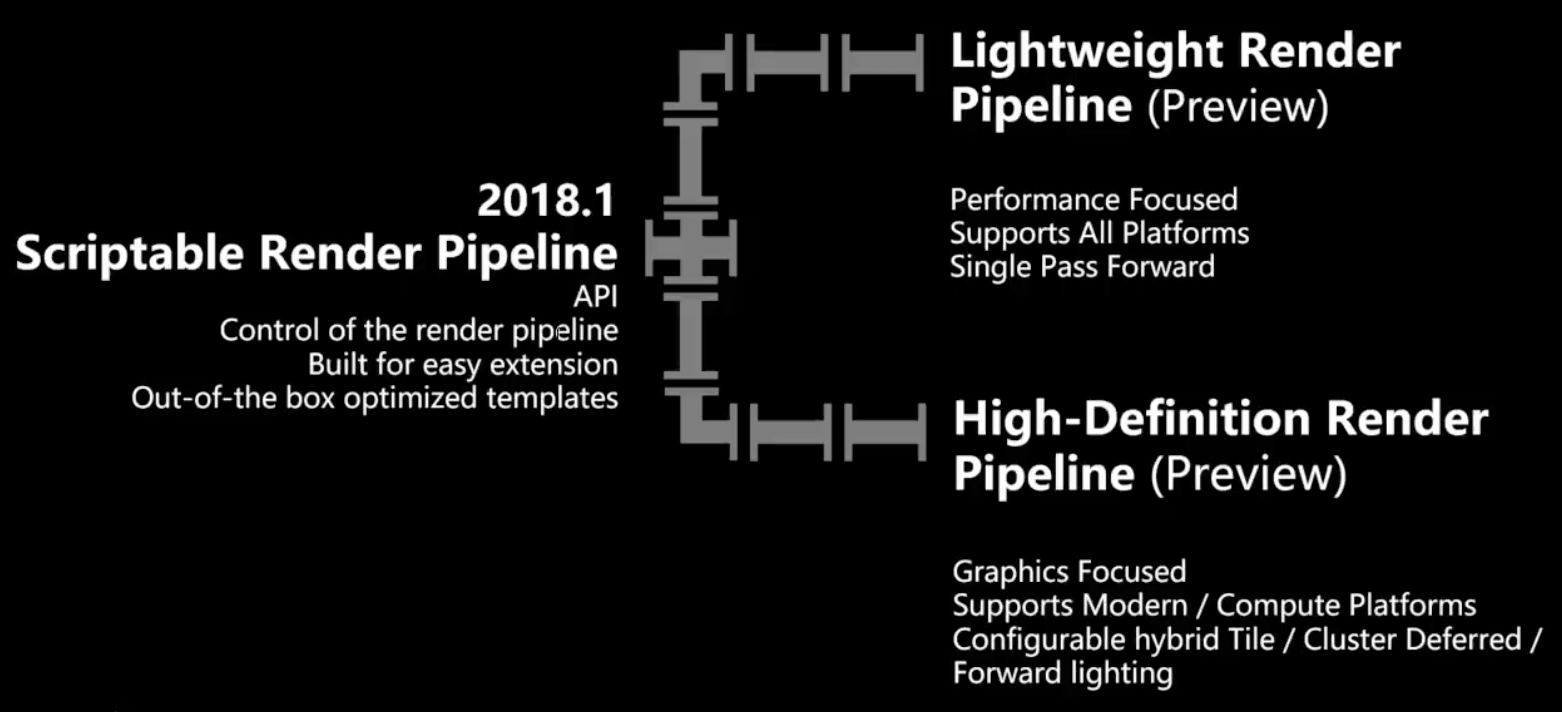 2018.1
Scriptable Render Pipeline
API
Control of the render pipeline
Built for easy extension
Out-of-the box optimized templates
Lightweight Render
Pipeline (Preview)
Performance Focused
Supports All Platforms
Single Pass Forward
High-Definition Render
Pipeline (Preview)
Graphics Focused
Supports Modern / Compute Platforms
Configurable hybrid Tile / Cluster Deferred /
Forward lighting